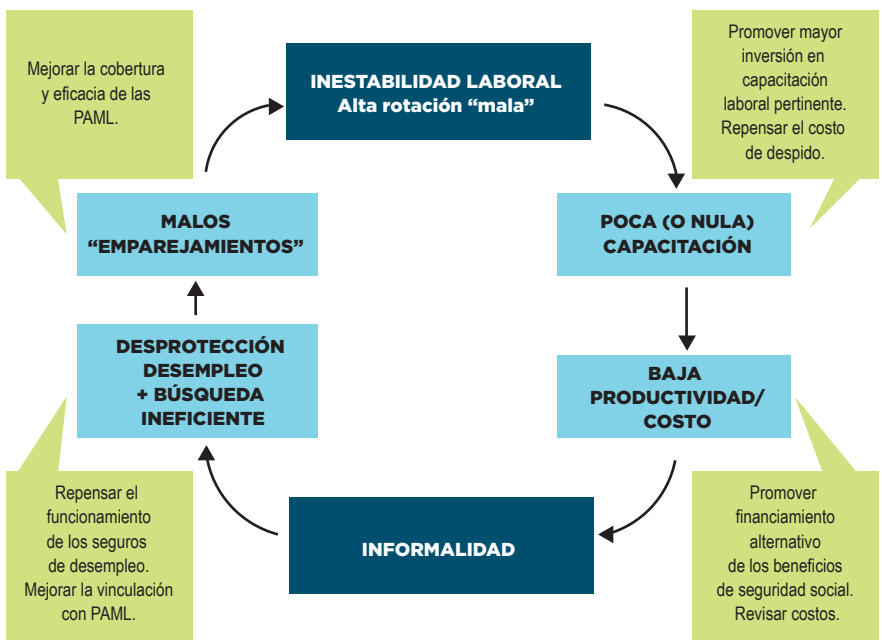 Mejorar la cobertura
y eficacia de las
PAML.
INESTABILIDAD LABORAL
Alta rotación “mala”
Promover mayor
inversión en
capacitación
laboral pertinente.
Repensar el costo
de despido.
MALOS
“EMPAREJAMIENTOS”
POCA (O NULA)
CAPACITACIÓN
DESPROTECCIÓN
DESEMPLEO
+ BÚSQUEDA
INEFICIENTE
BAJA
PRODUCTIVIDAD/
COSTO
Repensar el
funcionamiento
de los seguros
de desempleo.
Mejorar la vinculación
con PAML.
INFORMALIDAD
Promover
financiamiento
alternativo
de los beneficios
de seguridad social.
Revisar costos.